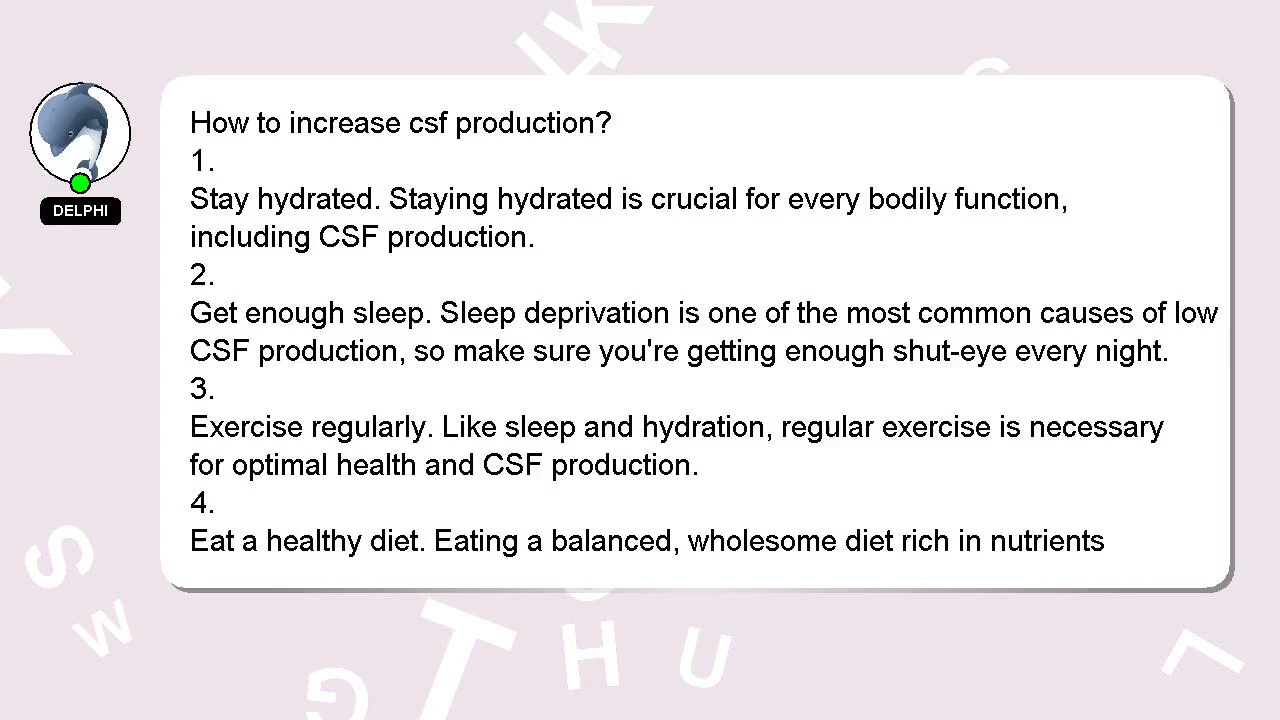 DELPHI
How to increase csf production?
1.
Stay hydrated. Staying hydrated is crucial for every bodily function,
including CSF production.
2.
Get enough sleep. Sleep deprivation is one of the most common causes of low
CSF production, so make sure you're getting enough shut-eye every night.
3.
Exercise regularly. Like sleep and hydration, regular exercise is necessary
for optimal health and CSF production.
4.
Eat a healthy diet. Eating a balanced, wholesome diet rich in nutrients
S
W
G
T
H
U
L